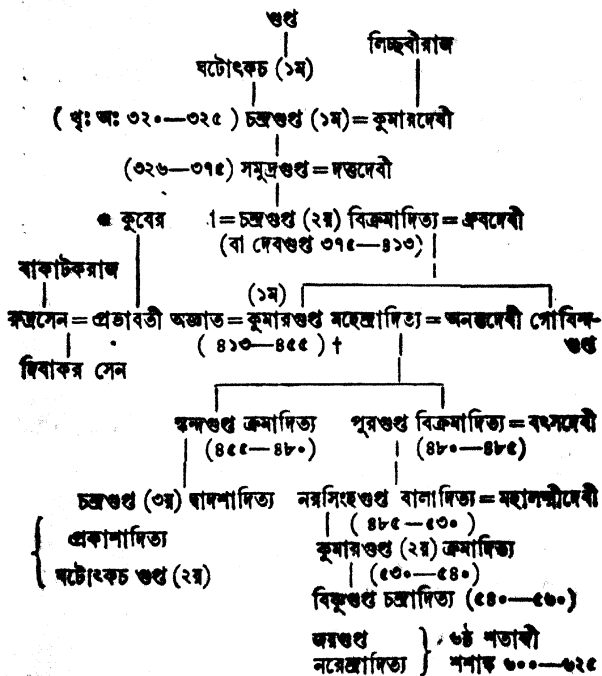 গুপ্ত
লিচ্ছবীরাজ
ঘটোৎকচ (১ম)
( খৃঃ অঃ ৩২০—৩২৫ ) চন্দ্রগুপ্ত (১ম) = কুমারদেবী
(৩২৬—৩৭৫) সমুদ্রগুপ্ত = দত্তদেবী
কুবের 1 = চন্দ্রগুপ্ত (২য়) বিক্রমাদিত্য = ধ্রুবদেবী
(বা দেবগুপ্ত ৩৭৫—৪১৩)
বাকাটকরাজ
(১ম)
রুদ্রসেন = প্রভাবতী অজ্ঞাত = কুমারগুপ্ত মহেন্দ্রাদিত্য = অনন্তদেবী গোবিন্দ-
( ৪১৩—৪৫৫ ) † গুপ্ত
দিবাকর সেন
স্কন্দগুপ্ত ক্রমাদিত্য পুরগুপ্ত বিক্রমাদিত্য = বৎসদেবী
(৪৫৫—৪৮০) (৪৮০—৪৮৫)
চন্দ্রগুপ্ত (৩য়) দ্বাদশাদিত্য নরসিংহগুপ্ত বালাদিত্য = মহালক্ষ্মীদেবী
( ৪৮৫—৫৩০ )
প্রকাশাদিত্য কুমারগুপ্ত (২য়) ক্রমাদিত্য
ঘটোৎকচ গুপ্ত (২য়) (৫৩০—৫৪০)
বিষ্ণুগুপ্ত চন্দ্রাদিত্য (৫৪০—৫৬০)
জয়গুপ্ত ৬ষ্ঠ শতাব্দী
নরেন্দ্রাদিত্য শশাঙ্ক ৬০০—৬২৫